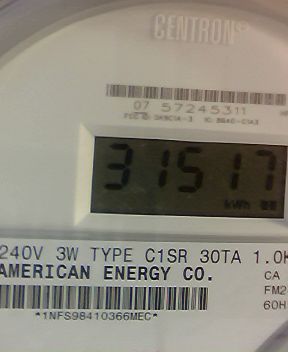 CENTRON®
07 57245311
31517
kWh
240V 3W TYPE C1SR 30TA 1.0K
AMERICAN ENERGY CO.
CA
FM2
60H
*1NFS98410366MEC*